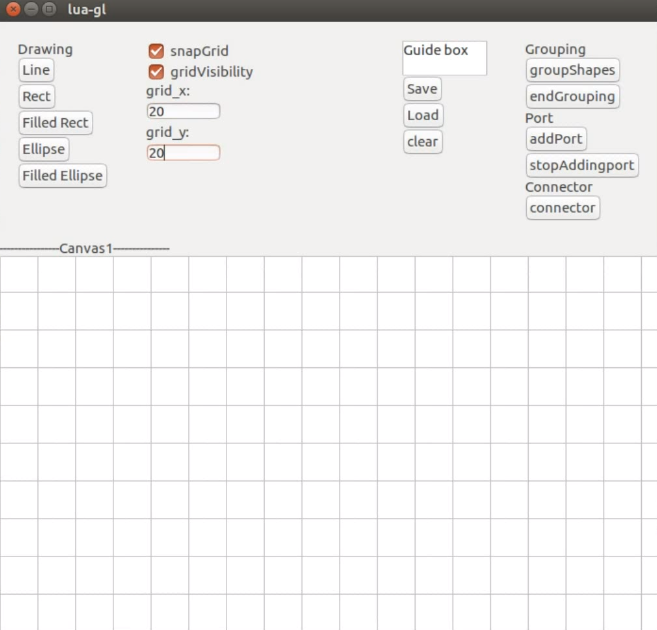 lua-gl
Drawing
Line
Rect
Filled Rect
Ellipse
Filled Ellipse
snapGrid
gridVisibility
grid_x:
20
grid_y:
20
Guide box
Save
Load
clear
Grouping
groupShapes
endGrouping
Port
addPort
stopAddingport
Connector
connector
----------------Canvas1---------------